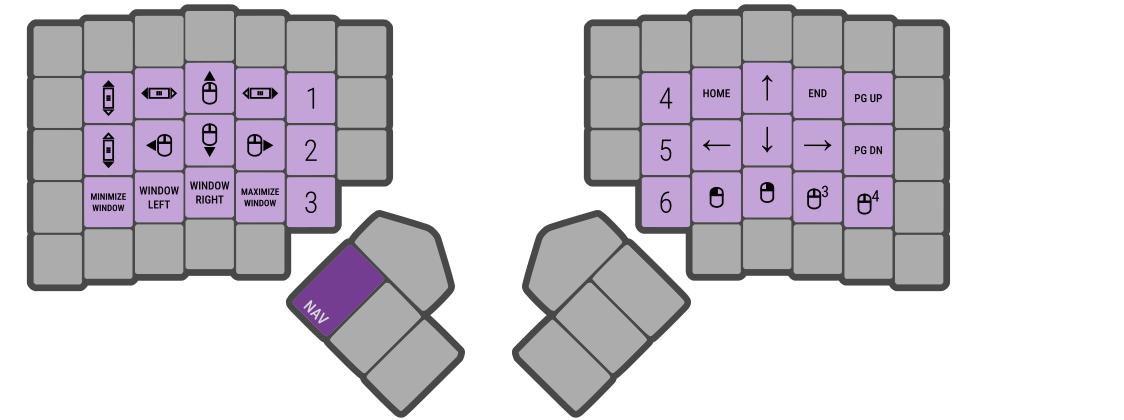 1
4 HOME ↑ END PG UP
2
5 ← ↓ → PG DN
MINIMIZE
WINDOW
WINDOW
LEFT
WINDOW
RIGHT
MAXIMIZE
WINDOW
3
6
3
4
NAV